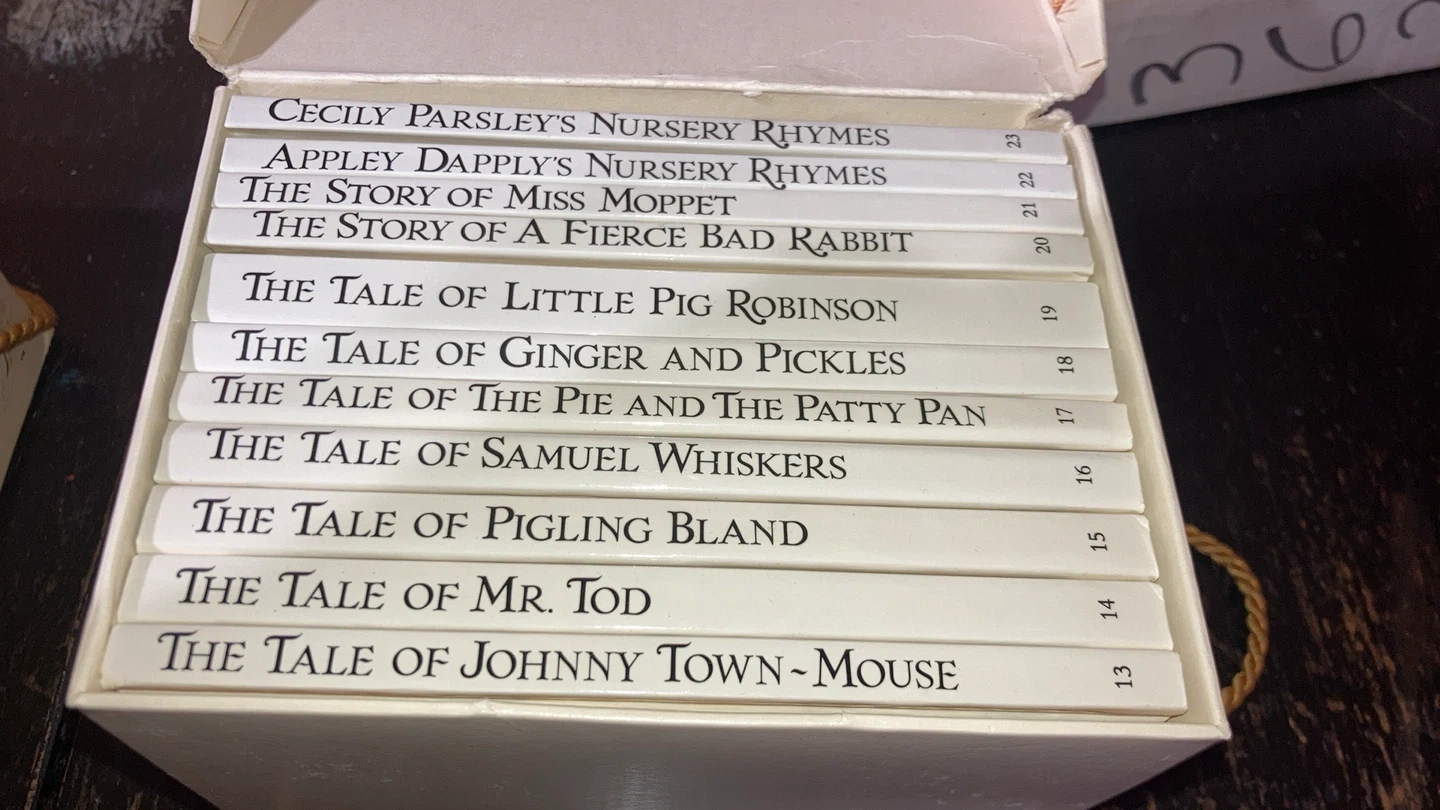 CECILY PARSLEY'S NURSERY RHYMES 23
APPLEY DAPPLY'S NURSERY RHYMES 22
THE STORY OF MISS MOPPET 21
THE STORY OF A FIERCE BAD RABBIT 20
THE TALE OF LITTLE PIG ROBINSON 19
THE TALE OF GINGER AND PICKLES 18
THE TALE OF THE PIE AND THE PATTY PAN 17
THE TALE OF SAMUEL WHISKERS 16
THE TALE OF PIGLING BLAND 15
THE TALE OF MR. TOD 14
THE TALE OF JOHNNY TOWN~MOUSE 13